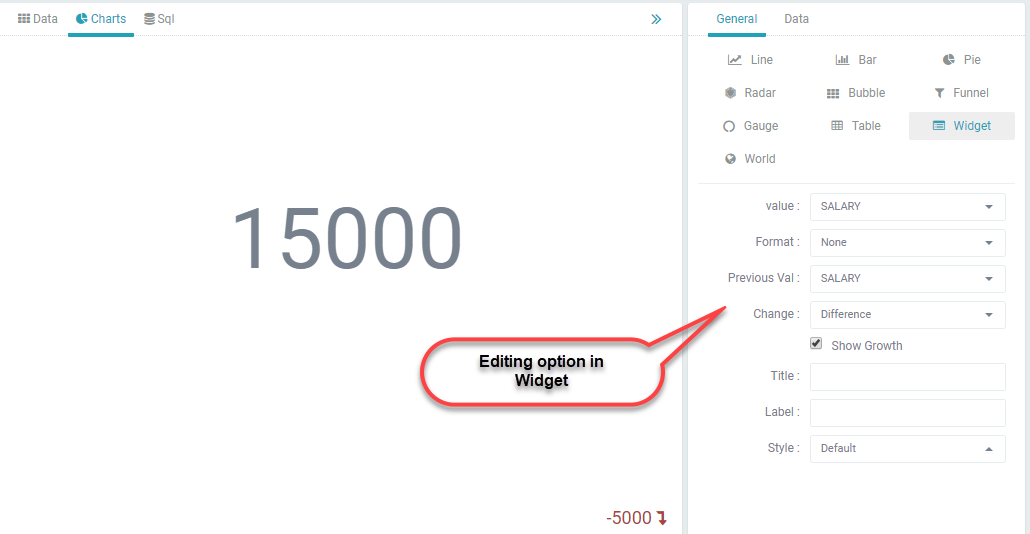 Data Charts Sql
General Data
Line Bar Pie
Radar Bubble Funnel
Gauge Table Widget
World
value : SALARY
Format : None
Previous Val : SALARY
Change : Difference
Show Growth
Title :
Label :
Style : Default
15000
Editing option in
Widget
-5000